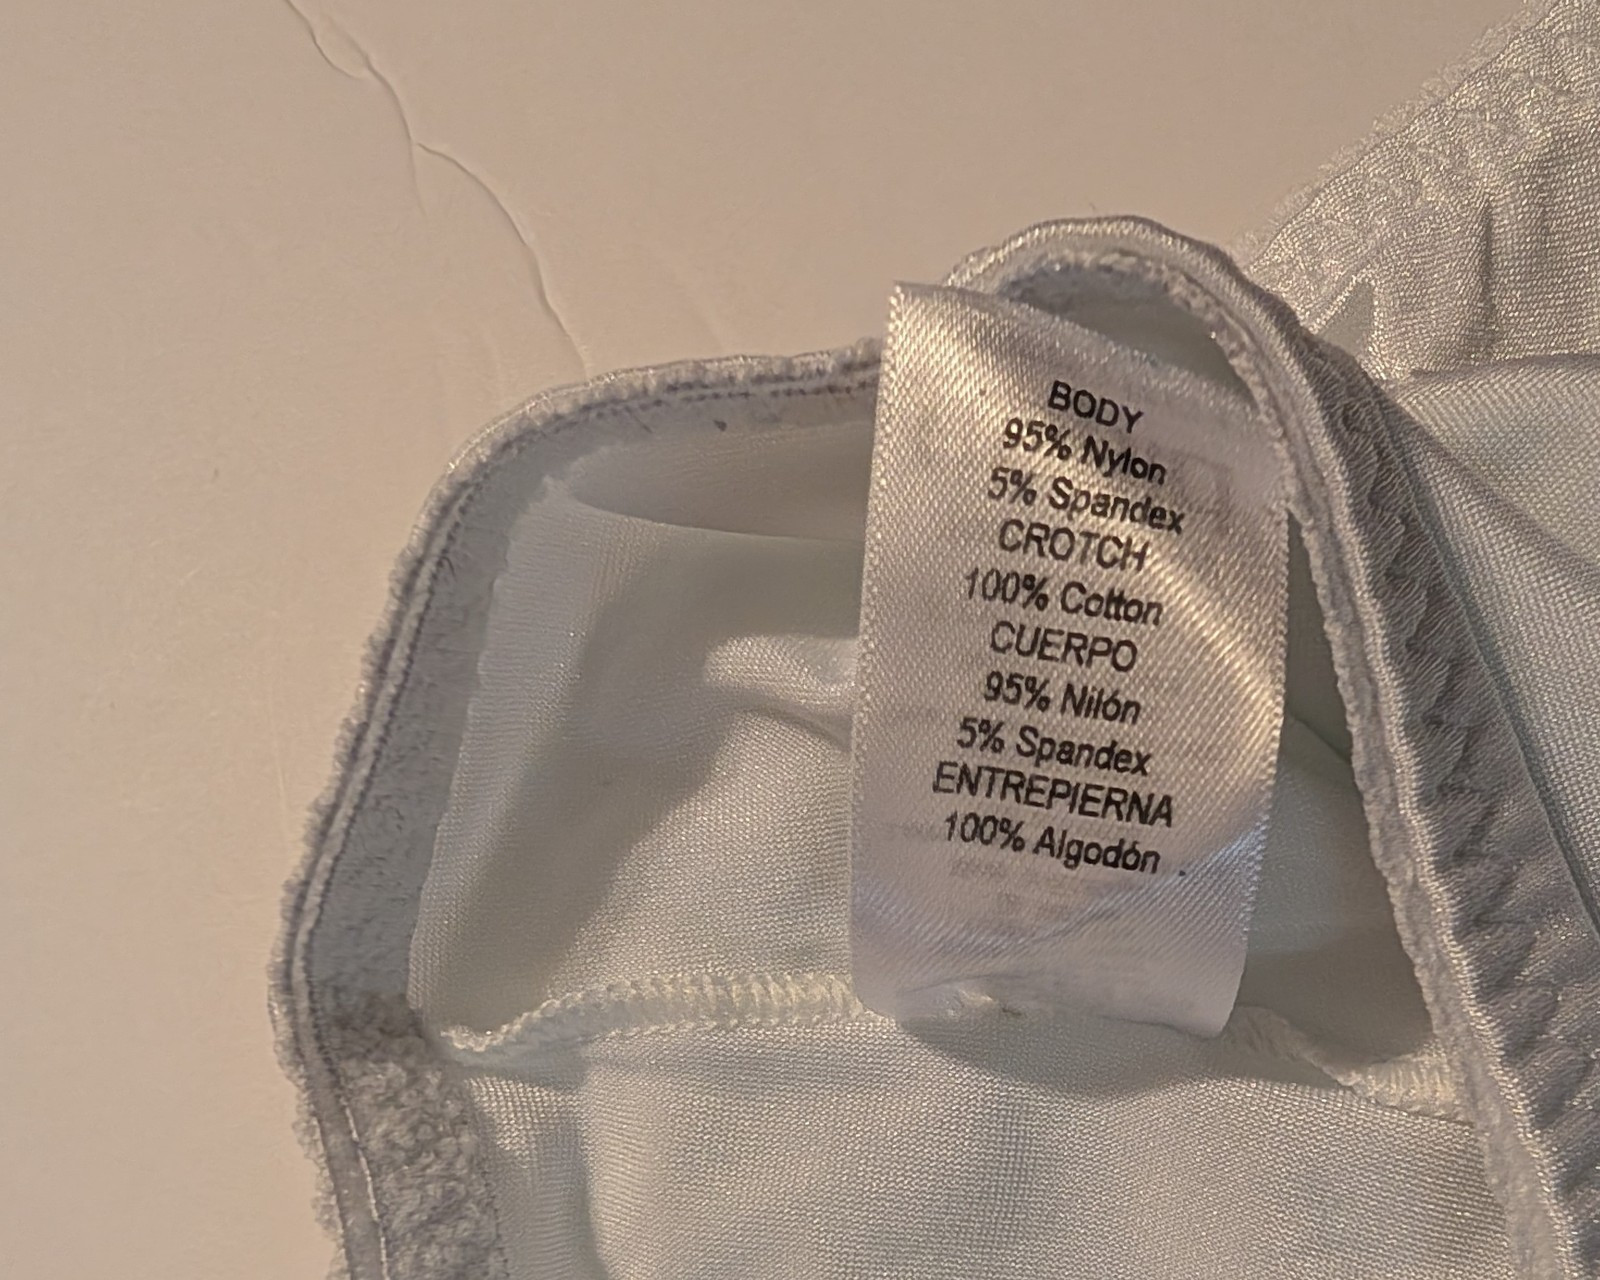 BODY
95% Nylon
5% Spandex
CROTCH
100% Cotton
CUERPO
95% Nilón
5% Spandex
ENTREPIERNA
100% Algodón